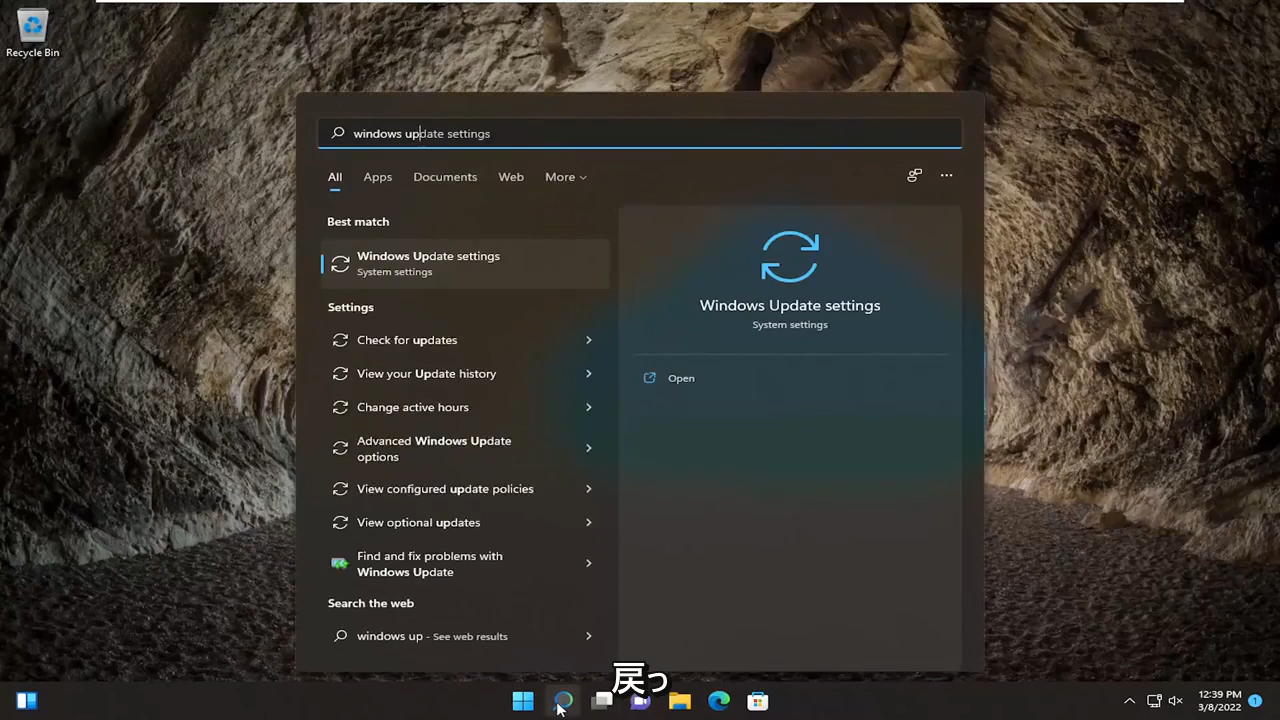 Recycle Bin
windows update settings
All Apps Documents Web More
Best match
Windows Update settings
System settings
Settings
Check for updates
View your Update history
Change active hours
Advanced Windows Update
options
View configured update policies
View optional updates
Find and fix problems with
Windows Update
Search the web
windows up - See web results
Windows Update settings
System settings
Open
戻っ
12:39 PM
3/8/2022
1